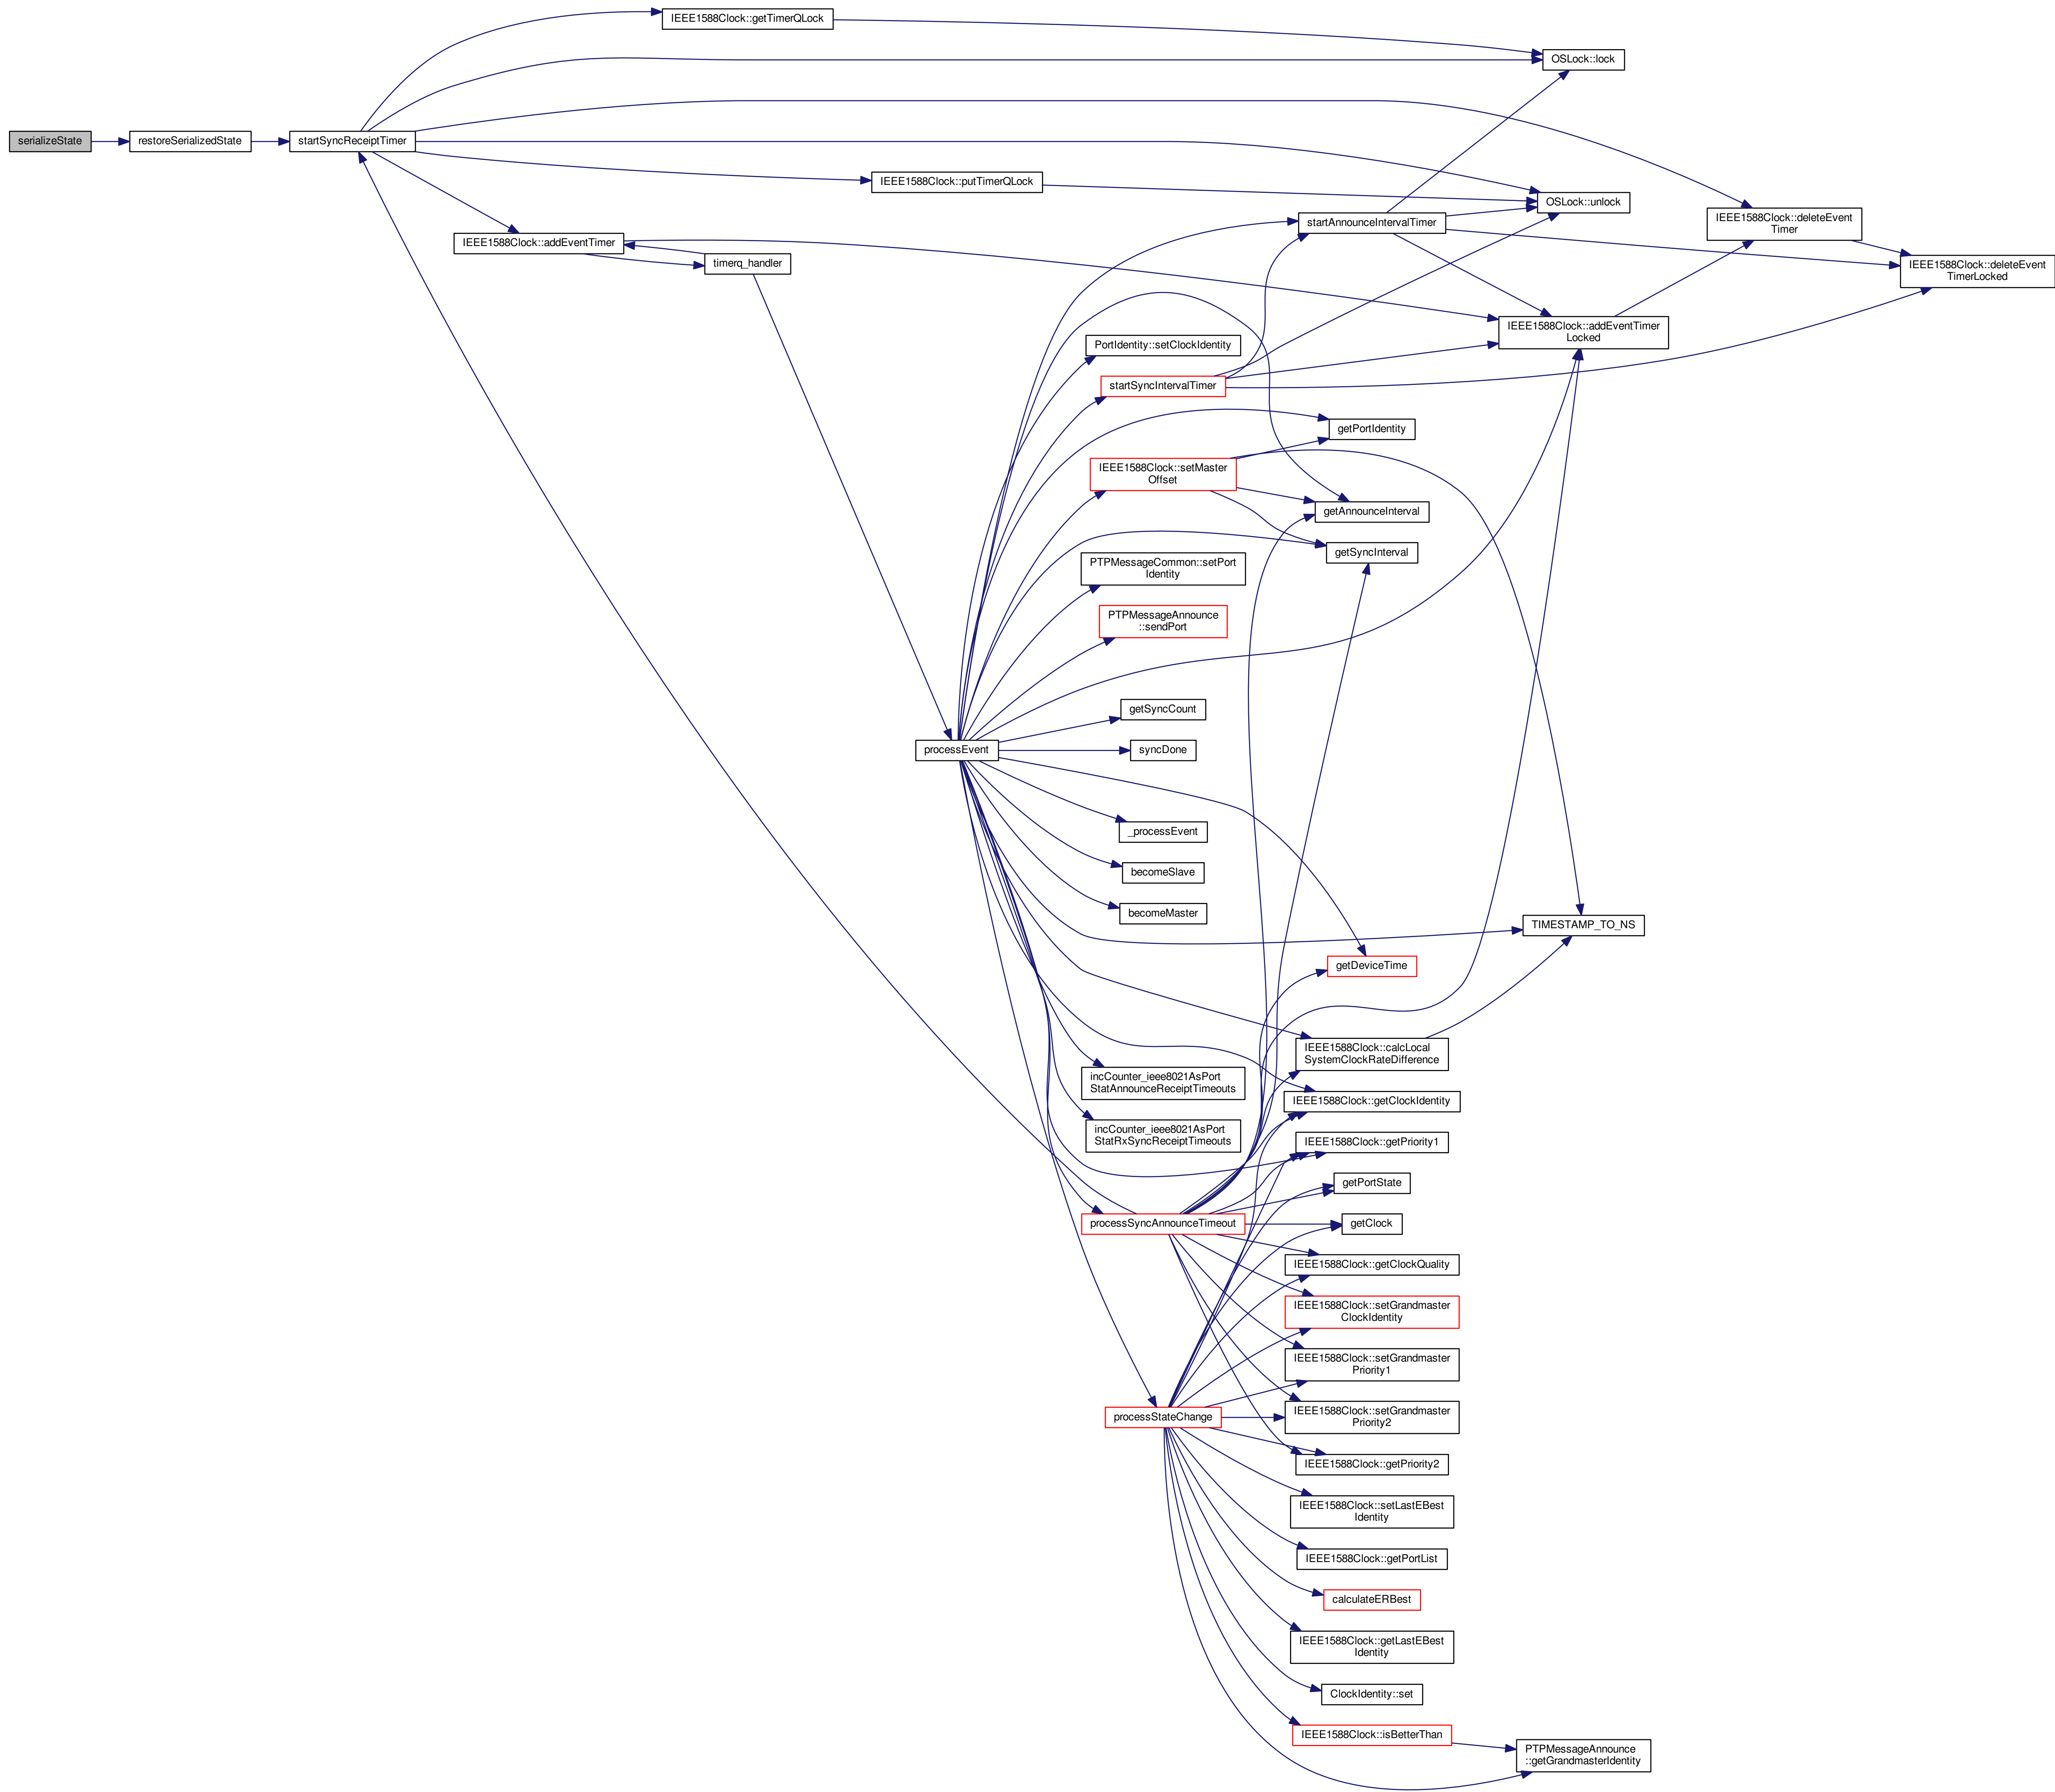 IEEE1588Clock::getTimerQLock
OSLock::lock
serializeState
restoreSerializedState
startSyncReceiptTimer
IEEE1588Clock::putTimerQLock
OSLock::unlock
startAnnounceIntervalTimer
IEEE1588Clock::deleteEvent
Timer
IEEE1588Clock::addEventTimer
timerq_handler
IEEE1588Clock::deleteEvent
TimerLocked
IEEE1588Clock::addEventTimer
Locked
PortIdentity::setClockIdentity
startSyncIntervalTimer
getPortIdentity
IEEE1588Clock::setMaster
Offset
getAnnounceInterval
getSyncInterval
PTPMessageCommon::setPort
Identity
PTPMessageAnnounce
::sendPort
getSyncCount
processEvent
syncDone
_processEvent
becomeSlave
becomeMaster
TIMESTAMP_TO_NS
getDeviceTime
IEEE1588Clock::calcLocal
SystemClockRateDifference
incCounter_ieee8021AsPort
StatAnnounceReceiptTimeouts
IEEE1588Clock::getClockIdentity
incCounter_ieee8021AsPort
StatRxSyncReceiptTimeouts
IEEE1588Clock::getPriority1
getPortState
processSyncAnnounceTimeout
getClock
IEEE1588Clock::getClockQuality
IEEE1588Clock::setGrandmaster
ClockIdentity
IEEE1588Clock::setGrandmaster
Priority1
processStateChange
IEEE1588Clock::setGrandmaster
Priority2
IEEE1588Clock::getPriority2
IEEE1588Clock::setLastEBest
Identity
IEEE1588Clock::getPortList
calculateERBest
IEEE1588Clock::getLastEBest
Identity
ClockIdentity::set
IEEE1588Clock::isBetterThan
PTPMessageAnnounce
::getGrandmasterIdentity